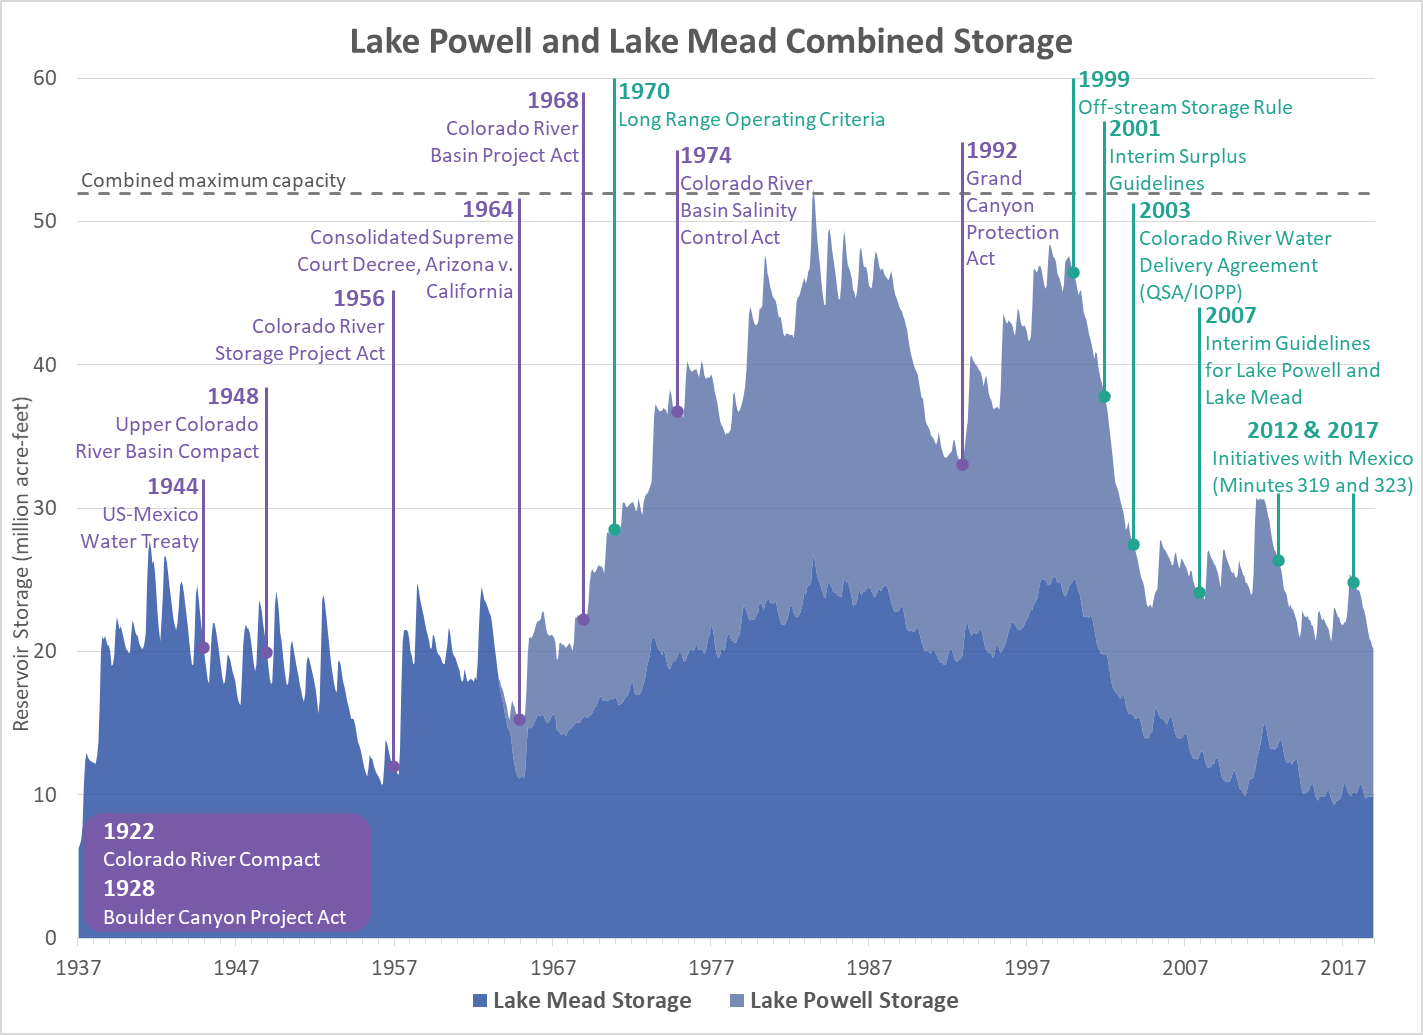 Lake Powell and Lake Mead Combined Storage
Reservoir Storage (million acre-feet)
60
50
40
30
20
10
0
Combined maximum capacity
1922
Colorado River Compact
1928
Boulder Canyon Project Act
1944
US-Mexico
Water Treaty
1948
Upper Colorado
River Basin Compact
1956
Colorado River
Storage Project Act
1964
Consolidated Supreme
Court Decree, Arizona v.
California
1968
Colorado River
Basin Project Act
1970
Long Range Operating Criteria
1974
Colorado River
Basin Salinity
Control Act
1992
Grand
Canyon
Protection
Act
1999
Off-stream Storage Rule
2001
Interim Surplus
Guidelines
2003
Colorado River Water
Delivery Agreement
(QSA/IOPP)
2007
Interim Guidelines
for Lake Powell and
Lake Mead
2012 & 2017
Initiatives with Mexico
(Minutes 319 and 323)
1937 1947 1957 1967 1977 1987 1997 2007 2017
Lake Mead Storage Lake Powell Storage